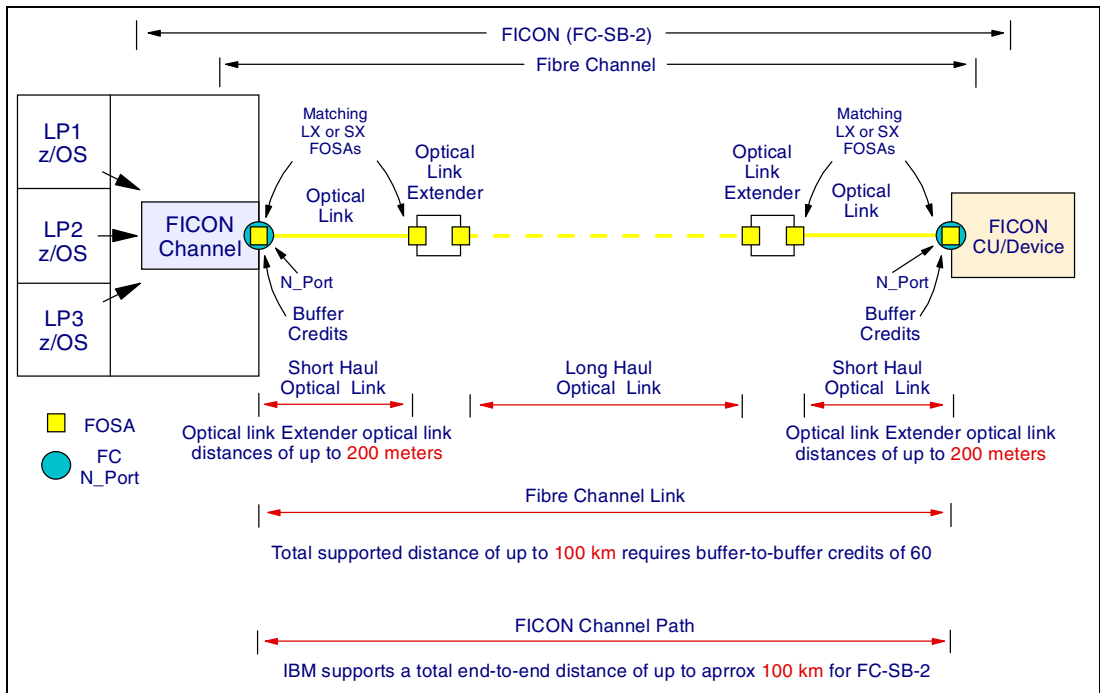 FICON (FC-SB-2)
Fibre Channel
LP1
z/OS
LP2
z/OS
LP3
z/OS
FICON
Channel
Matching
LX or SX
FOSAs
Optical
Link
Optical
Link
Extender
N_Port
Buffer
Credits
Optical
Link
Extender
Matching
LX or SX
FOSAs
Optical
Link
N_Port
Buffer
Credits
FICON
CU/Device
Short Haul
Optical Link
Long Haul
Optical Link
Short Haul
Optical Link
FOSA
FC
N_Port
Optical link Extender optical link
distances of up to 200 meters
Optical link Extender optical link
distances of up to 200 meters
Fibre Channel Link
Total supported distance of up to 100 km requires buffer-to-buffer credits of 60
FICON Channel Path
IBM supports a total end-to-end distance of up to aprrox 100 km for FC-SB-2